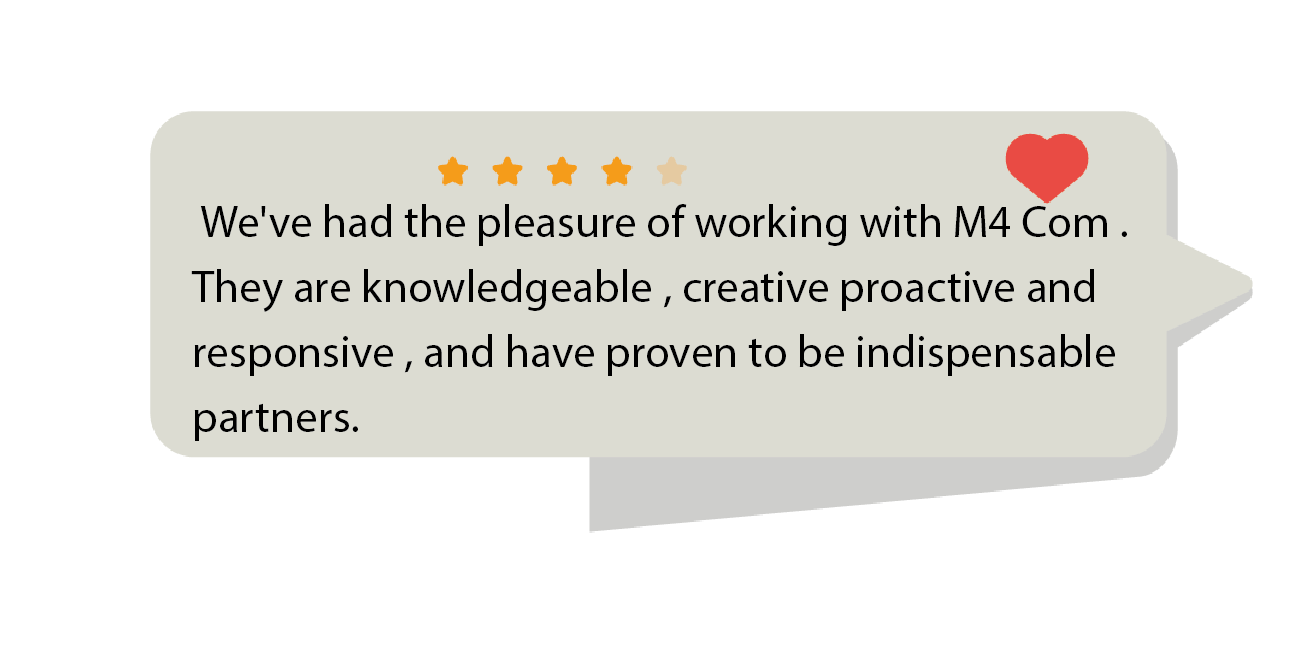 We've had the pleasure of working with M4 Com .
They are knowledgeable , creative proactive and
responsive , and have proven to be indispensable
partners.